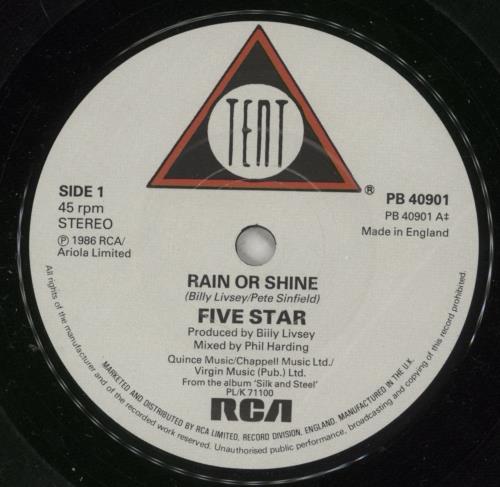 TENT
®
SIDE 1
45 rpm
STEREO
℗ 1986 RCA/
Ariola Limited
PB 40901
PB 40901 A‡
Made in England
RAIN OR SHINE
(Billy Livsey/Pete Sinfield)
FIVE STAR
Produced by Billy Livsey
Mixed by Phil Harding
Quince Music/Chappell Music Ltd./
Virgin Music (Pub.) Ltd.
From the album 'Silk and Steel'
PL/K 71100
RCA
MARKETED AND DISTRIBUTED BY RCA LIMITED, RECORD DIVISION, ENGLAND. MANUFACTURED IN THE U.K.
All rights of the manufacturer and of the recorded work reserved. Unauthorised public performance, broadcasting and copying of this record prohibited.